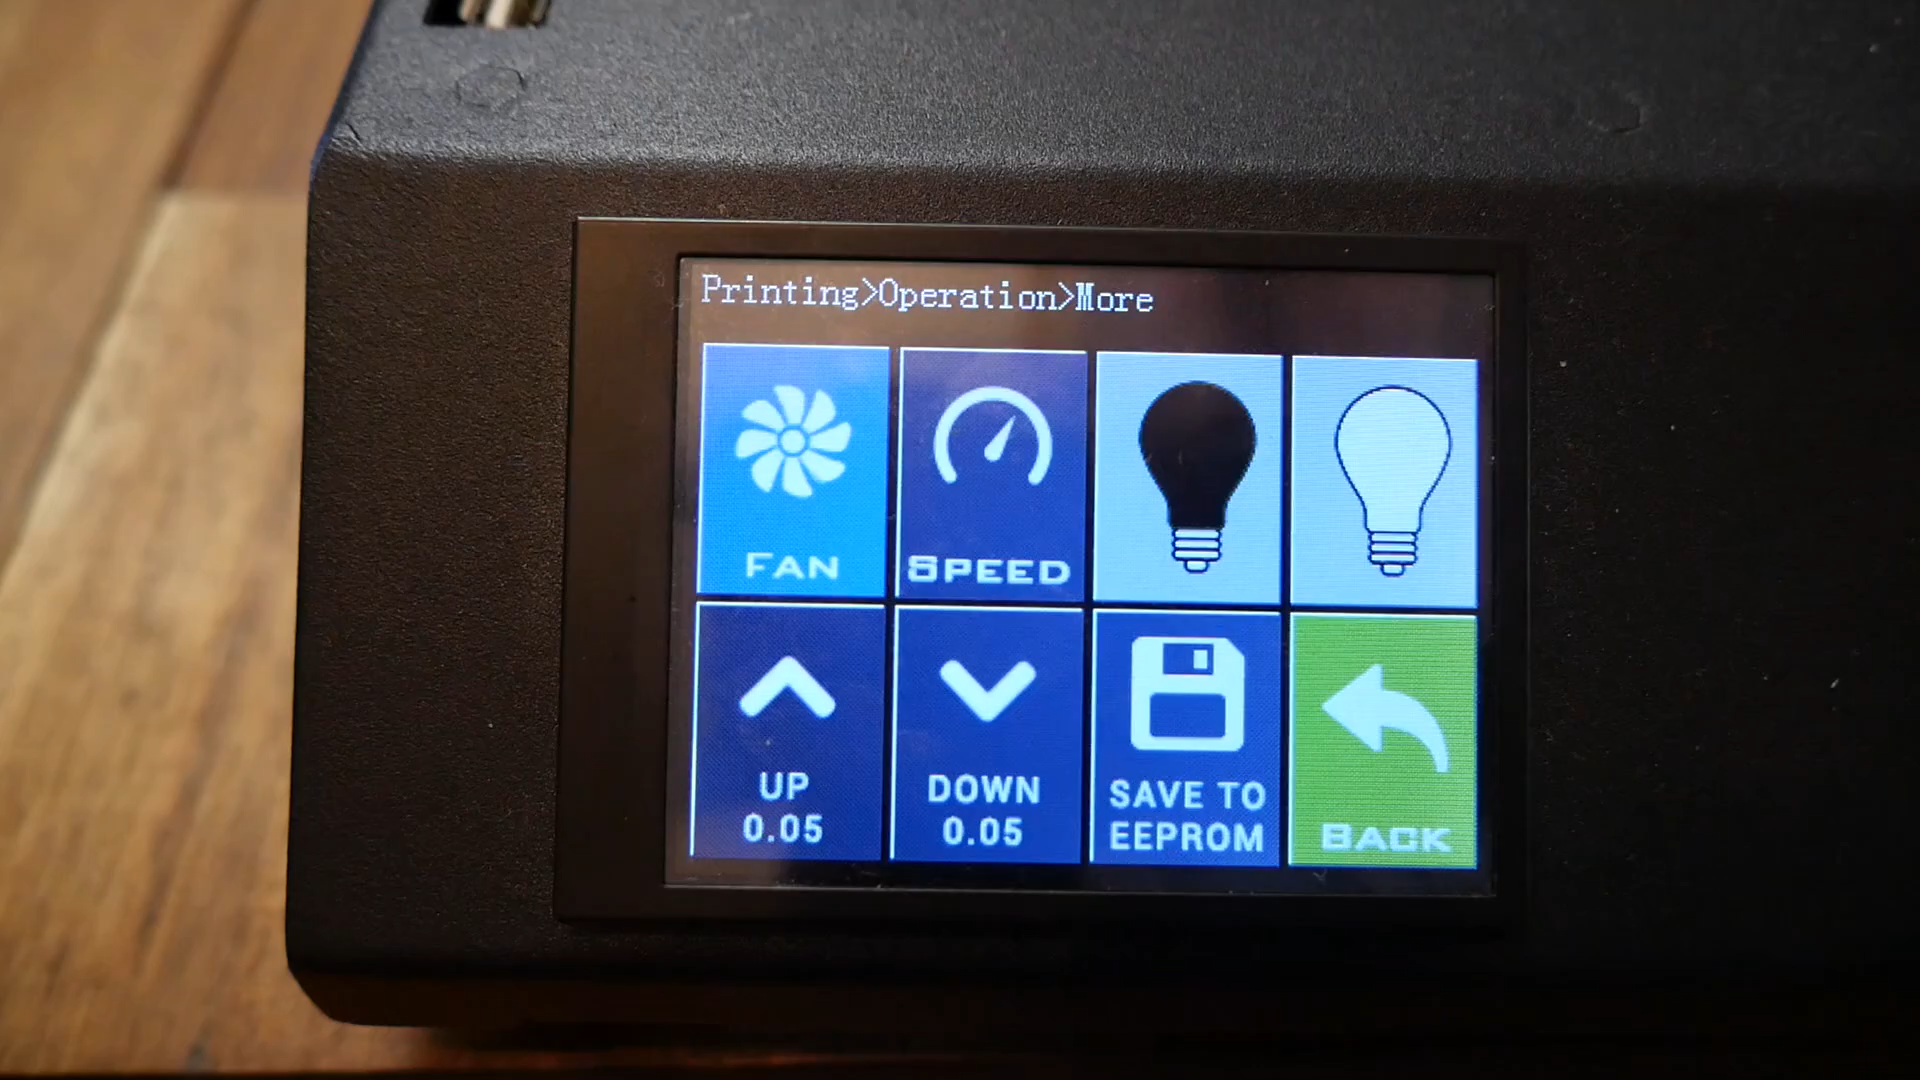 Printing>Operation>More
FAN
SPEED
UP
0.05
DOWN
0.05
SAVE TO
EEPROM
BACK